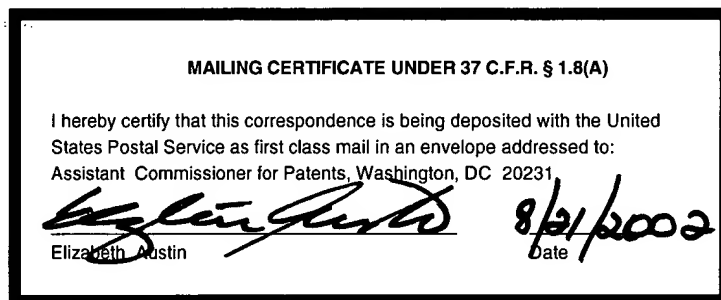 MAILING CERTIFICATE UNDER 37 C.F.R. § 1.8(A)
I hereby certify that this correspondence is being deposited with the United
States Postal Service as first class mail in an envelope addressed to:
Assistant Commissioner for Patents, Washington, DC 20231
8/21/2002
Elizabeth Austin Date